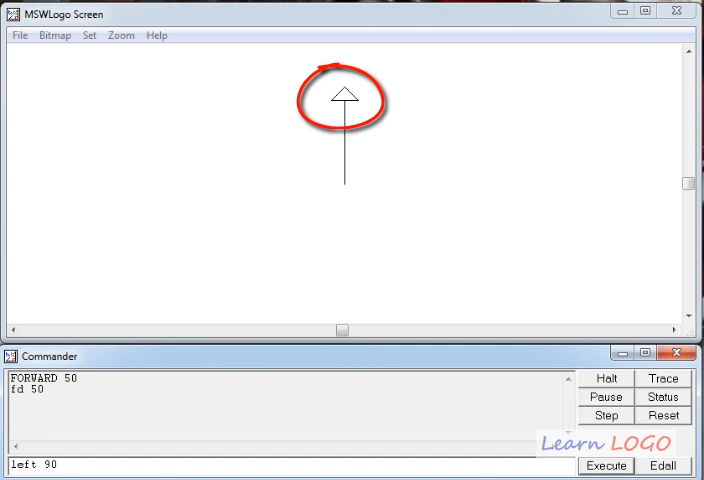 MSWLogo Screen
File Bitmap Set Zoom Help
Commander
FORWARD 50
fd 50
Halt Trace
Pause Status
Step Reset
Learn LOGO
left 90
Execute Edall